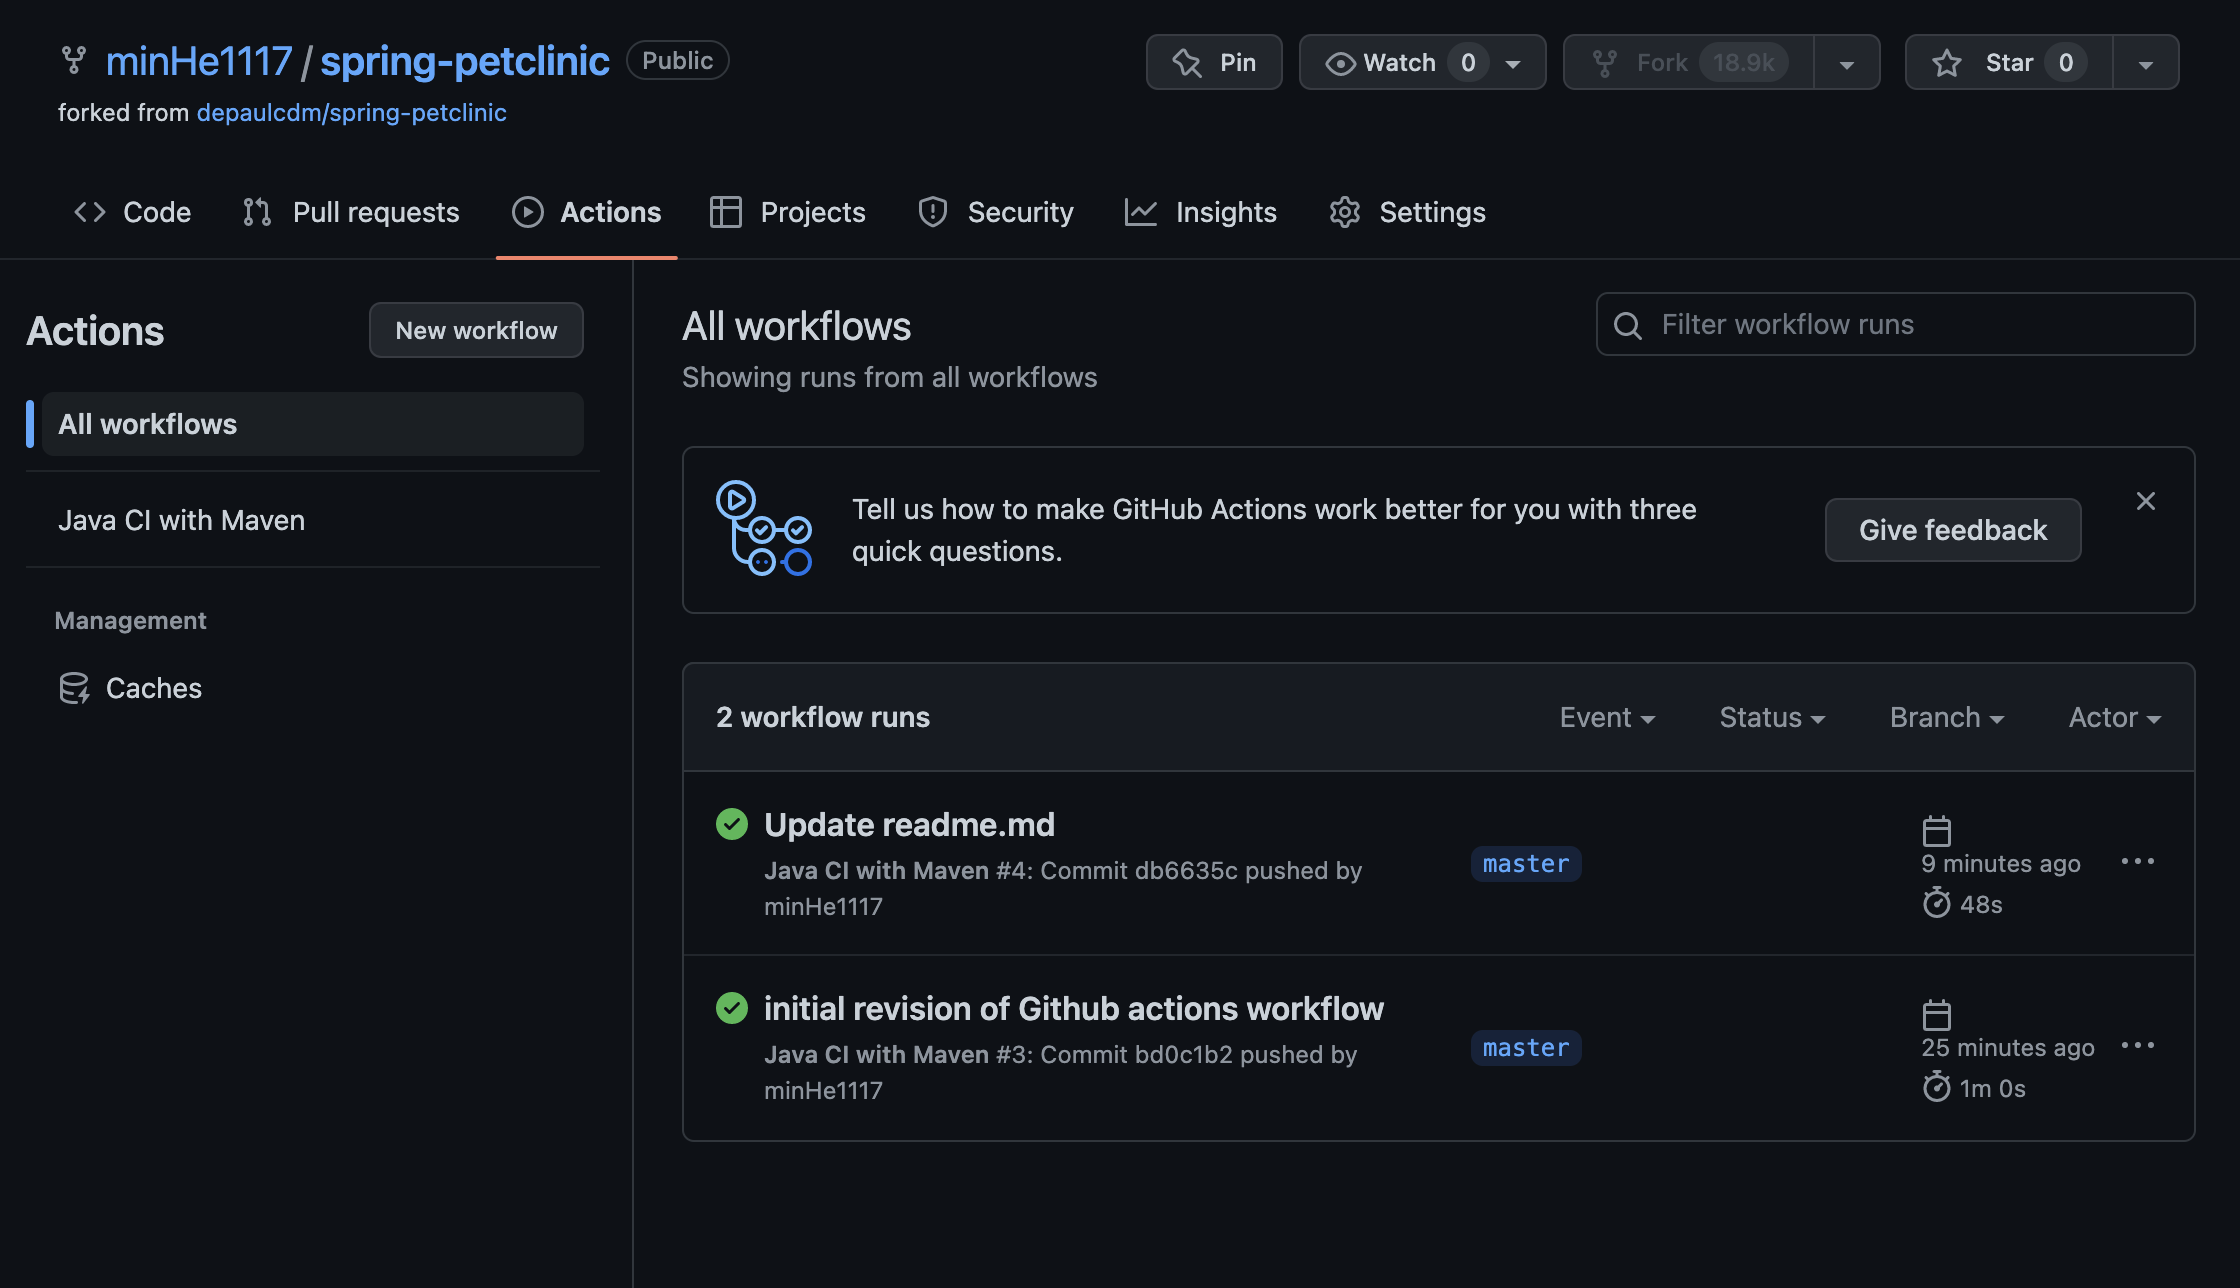 minHe1117 / spring-petclinic Public
Pin
Watch 0
Fork 18.9k
Star 0
forked from depaulcdm/spring-petclinic
Code
Pull requests
Actions
Projects
Security
Insights
Settings
Actions
New workflow
All workflows
Java CI with Maven
Management
Caches
All workflows
Showing runs from all workflows
Filter workflow runs
Tell us how to make GitHub Actions work better for you with three
quick questions.
Give feedback
2 workflow runs
Event
Status
Branch
Actor
Update readme.md
Java CI with Maven #4: Commit db6635c pushed by
minHe1117
master
9 minutes ago
48s
initial revision of Github actions workflow
Java CI with Maven #3: Commit bd0c1b2 pushed by
minHe1117
master
25 minutes ago
1m 0s